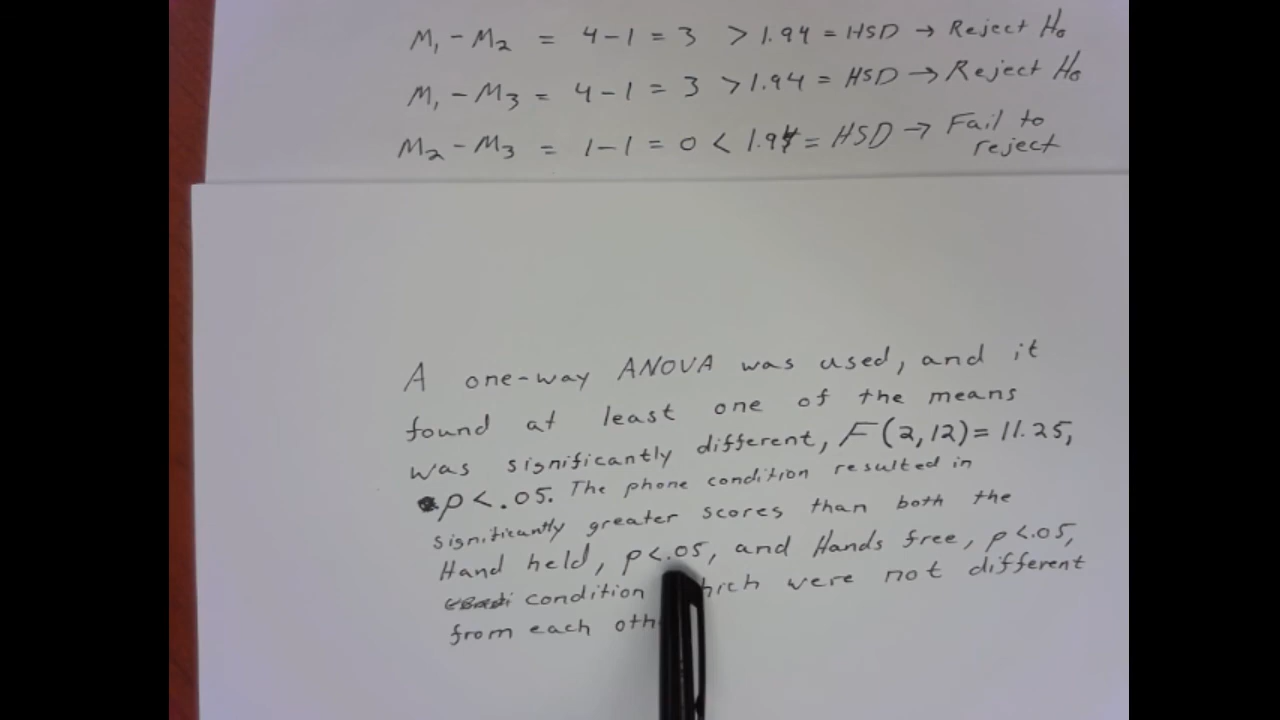 M₁ - M₂ = 4-1 = 3 > 1.94 = HSD → Reject H₀
M₁ - M₃ = 4-1 = 3 > 1.94 = HSD → Reject H₀
M₂ - M₃ = 1-1 = 0 < 1.94 = HSD → Fail to
reject
A one-way ANOVA was used, and it
found at least one of the means
was significantly different, F(2,12) = 11.25,
p < .05. The phone condition resulted in
significantly greater scores than both the
Hand held, p < .05, and Hands free, p < .05,
condition which were not different
from each oth